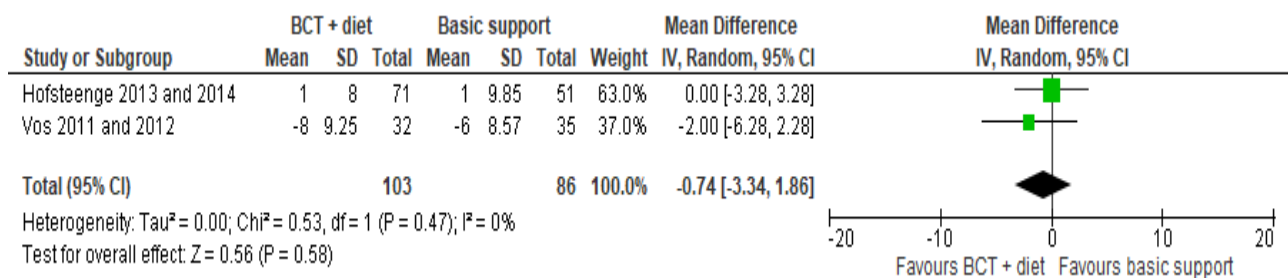 BCT + diet Basic support Mean Difference Mean Difference
Study or Subgroup Mean SD Total Mean SD Total Weight IV, Random, 95% CI IV, Random, 95% CI
Hofsteenge 2013 and 2014 1 8 71 1 9.85 51 63.0% 0.00 [-3.28, 3.28]
Vos 2011 and 2012 -8 9.25 32 -6 8.57 35 37.0% -2.00 [-6.28, 2.28]
Total (95% CI) 103 86 100.0% -0.74 [-3.34, 1.86]
Heterogeneity: Tau² = 0.00; Chi² = 0.53, df = 1 (P = 0.47); I² = 0%
Test for overall effect: Z = 0.56 (P = 0.58)
-20 -10 0 10 20
Favours BCT + diet Favours basic support